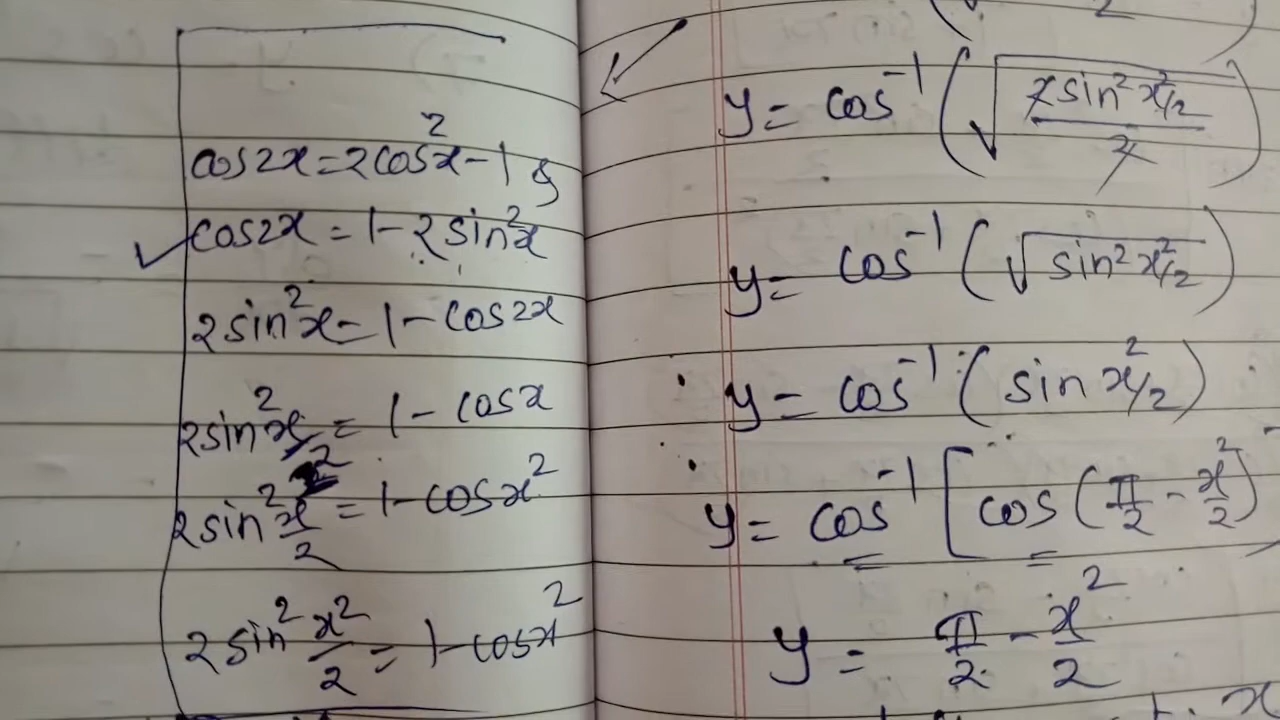 cos2x=2cos²x-1 &
cos2x = 1-2sin²x
2sin²x=1-cos2x
2sin²x/2 = 1-cosx
2sin²x²/2 = 1-cosx²
2sin² x²/2 = 1-cosx²
y= cos⁻¹(√(2sin²x²/2/2))
y= cos⁻¹(√(sin²x²/2))
y= cos⁻¹(sin x²/2)
y= cos⁻¹[cos(π/2-x²/2)
y = π/2-x²/2